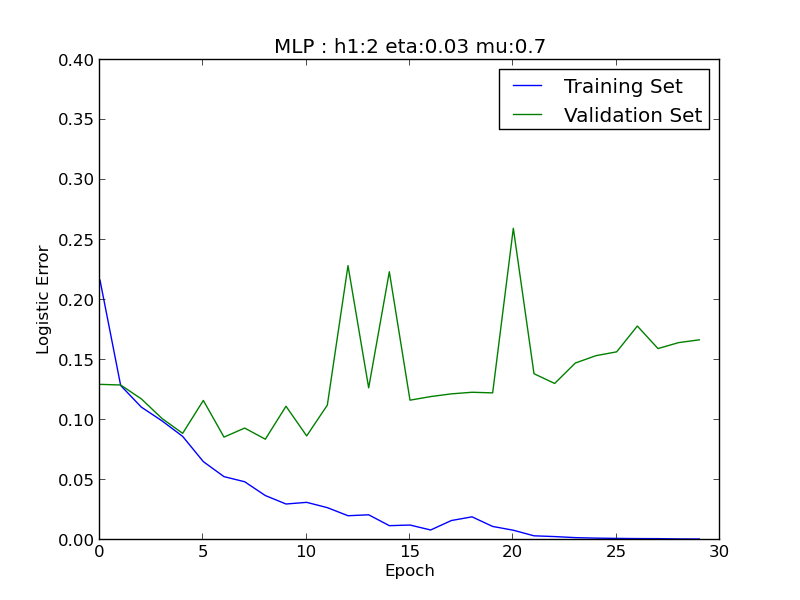 MLP : h1:2 eta:0.03 mu:0.7
Training Set
Validation Set
0.40
0.35
0.30
0.25
0.20
0.15
0.10
0.05
0.00
Logistic Error
0 5 10 15 20 25 30
Epoch